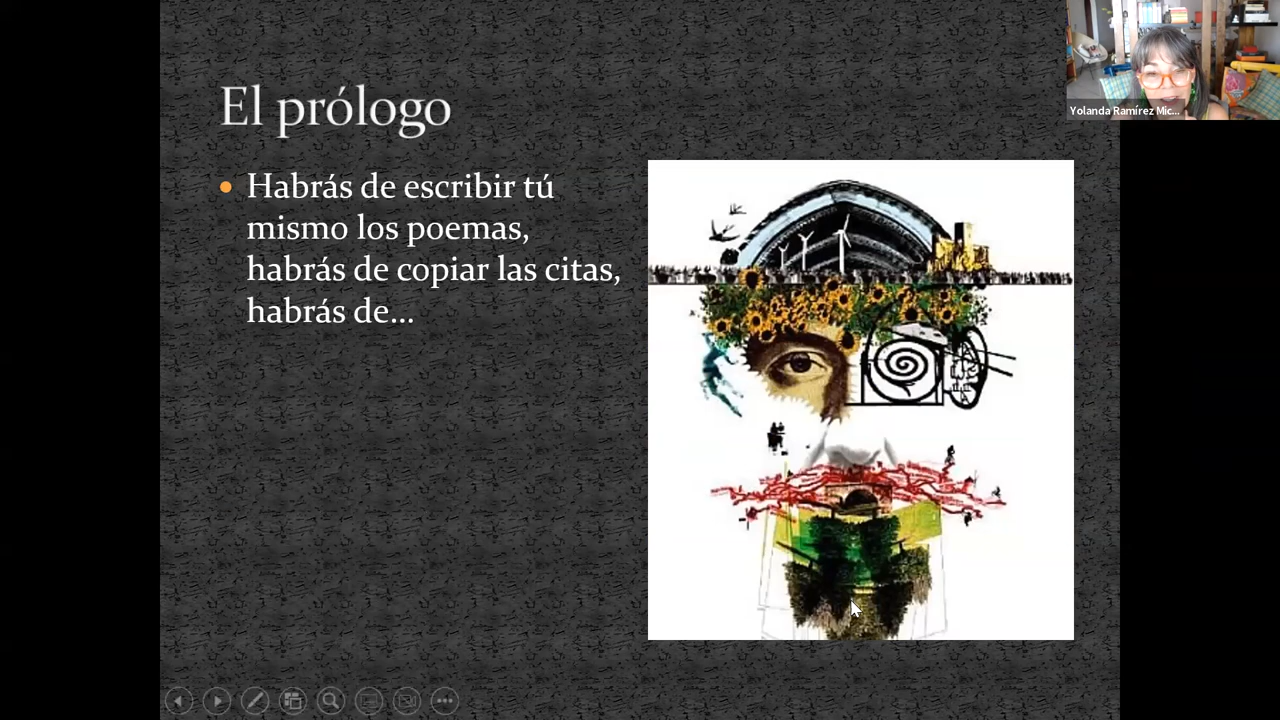 El prólogo
Habrás de escribir tú
mismo los poemas,
habrás de copiar las citas,
habrás de...
Yolanda Ramírez Mic...